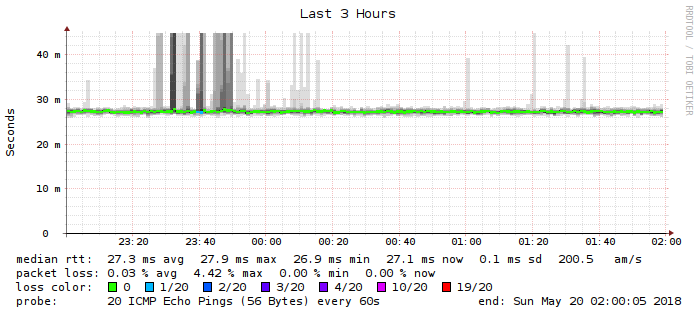 Last 3 Hours
RRDTOOL / TOBI OETIKER
Seconds
40 m
30 m
20 m
10 m
0
23:20 23:40 00:00 00:20 00:40 01:00 01:20 01:40 02:00
median rtt: 27.3 ms avg 27.9 ms max 26.9 ms min 27.1 ms now 0.1 ms sd 200.5 am/s
packet loss: 0.03 % avg 4.42 % max 0.00 % min 0.00 % now
loss color: 0 1/20 2/20 3/20 4/20 10/20 19/20
probe: 20 ICMP Echo Pings (56 Bytes) every 60s end: Sun May 20 02:00:05 2018